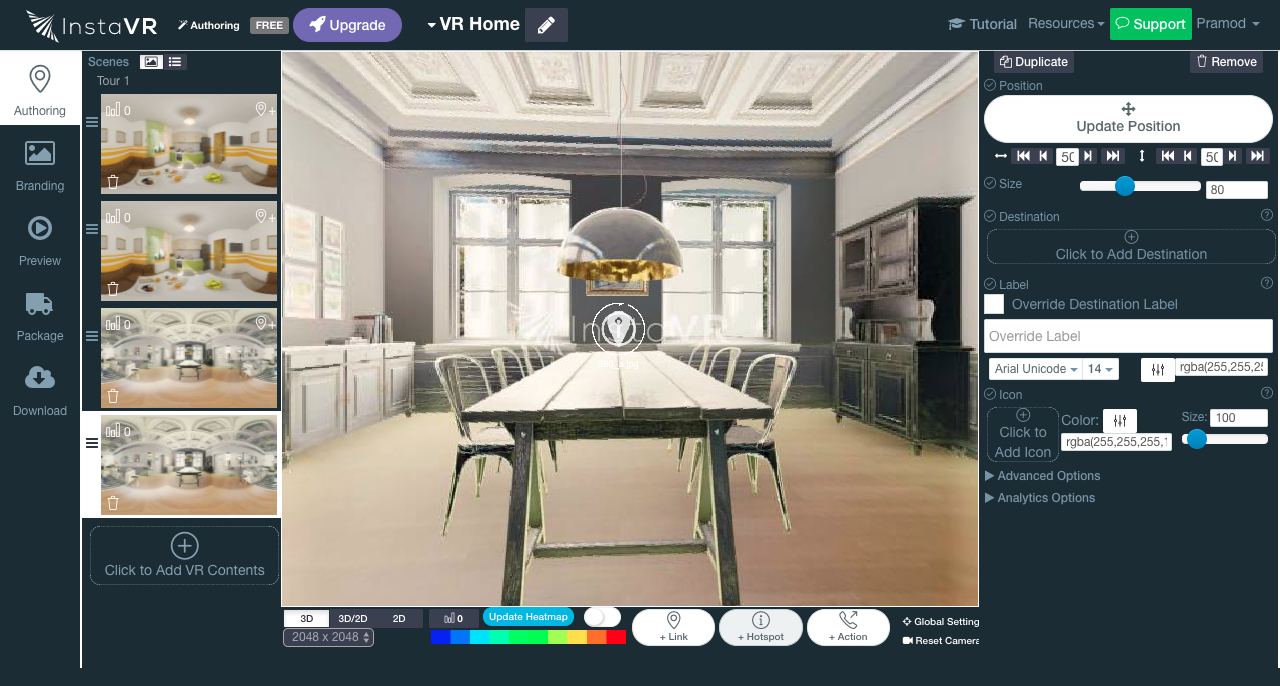 InstaVR
Authoring
FREE
Upgrade
VR Home
Tutorial
Resources
Support
Pramod
Authoring
Branding
Preview
Package
Download
Scenes
Tour 1
0
+
0
+
0
+
0
Click to Add VR Contents
InstaVR
3D
3D/2D
2D
0
Update Heatmap
2048 x 2048
+ Link
+ Hotspot
+ Action
Global Setting
Reset Camera
Duplicate
Remove
Position
Update Position
50
50
Size
80
Destination
Click to Add Destination
Label
Override Destination Label
Override Label
Arial Unicode
14
rgba(255,255,25
Icon
Click to
Add Icon
Color:
rgba(255,255,255,1
Size:
100
Advanced Options
Analytics Options